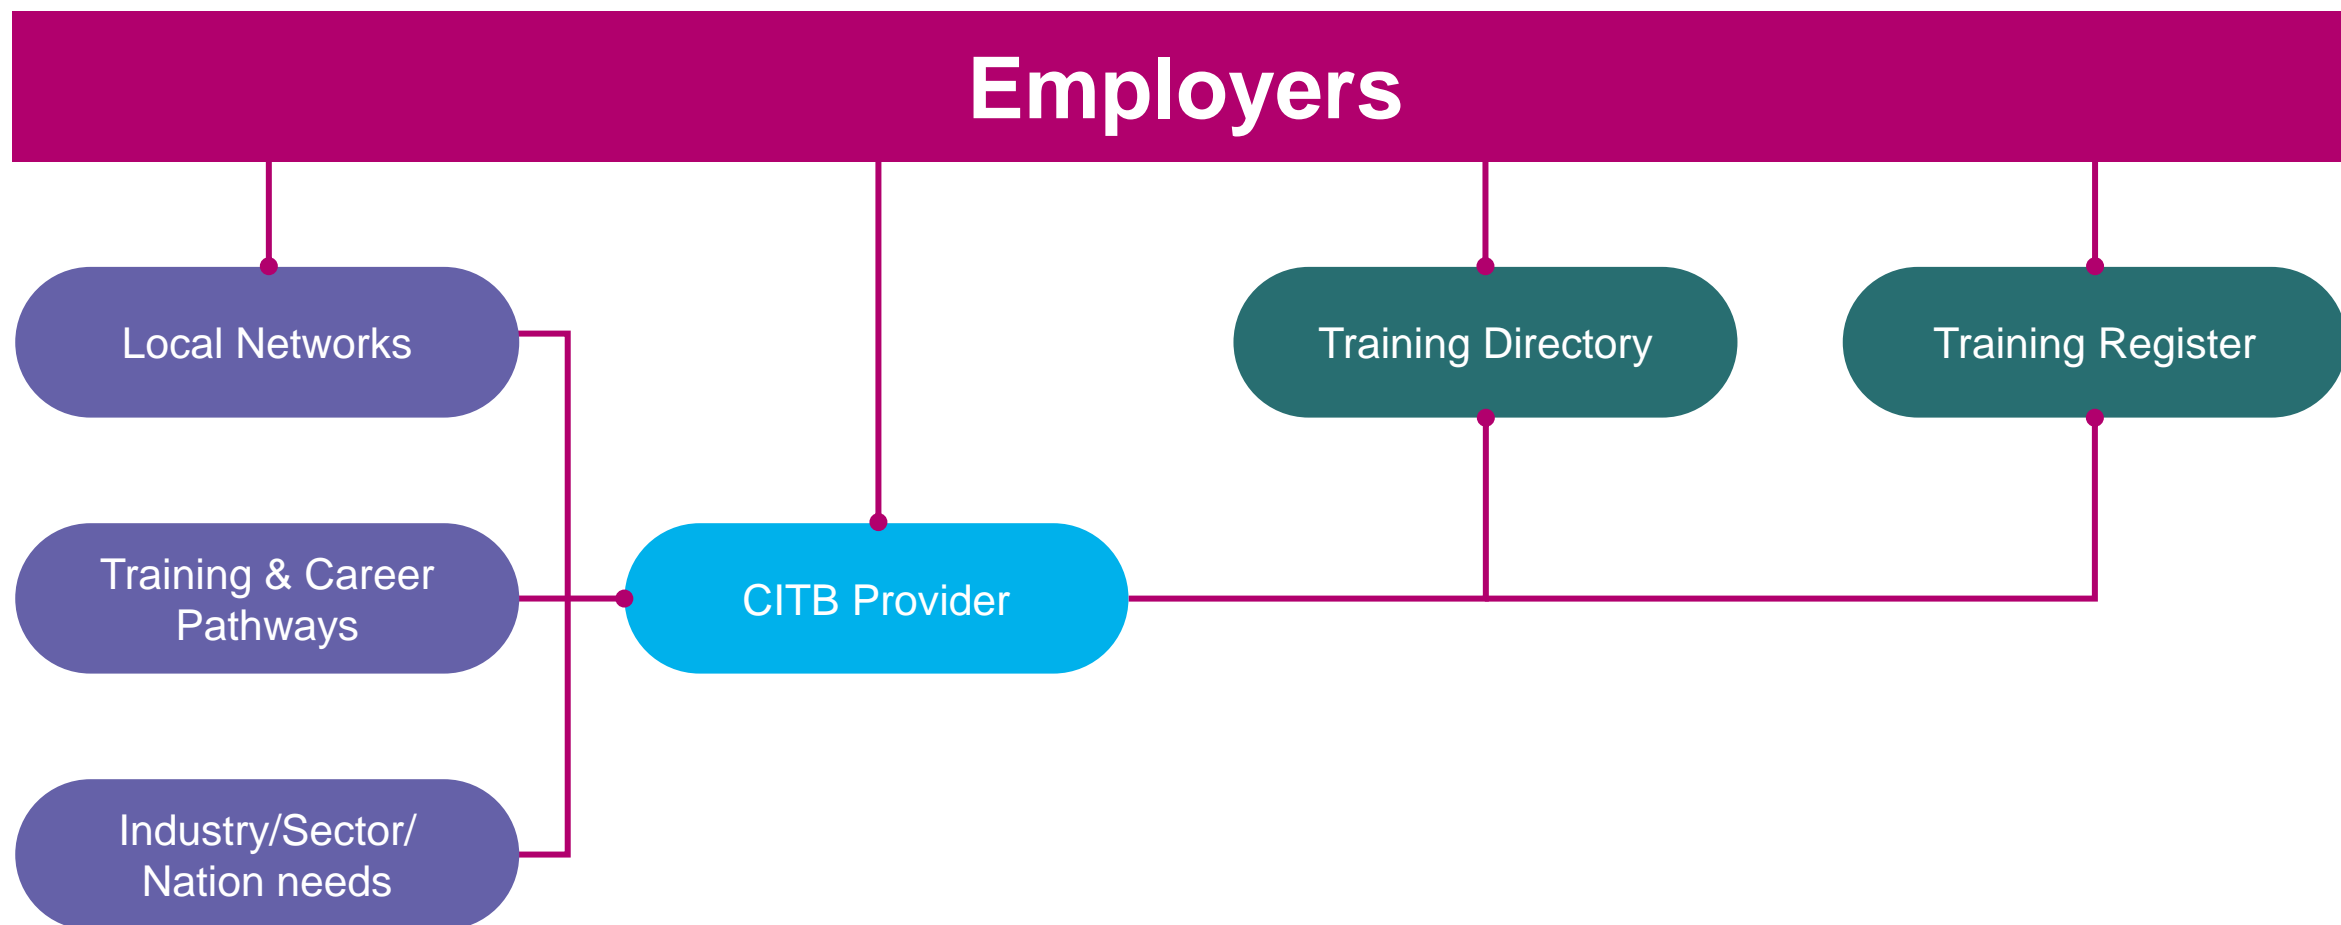 Employers
Local Networks
Training Directory
Training Register
Training & Career
Pathways
CITB Provider
Industry/Sector/
Nation needs